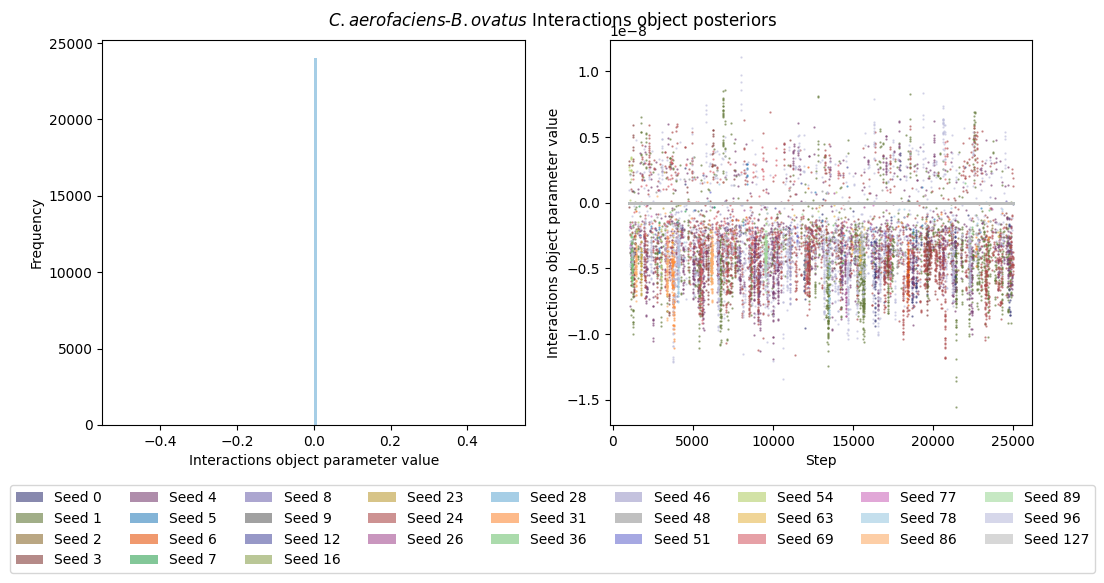 C.aerofaciens-B.ovatus Interactions object posteriors
25000
20000
15000
10000
5000
0
Frequency
−0.4 −0.2 0.0 0.2 0.4
Interactions object parameter value
1e−8
1.0
0.5
0.0
−0.5
−1.0
−1.5
Interactions object parameter value
0 5000 10000 15000 20000 25000
Step
Seed 0 Seed 4 Seed 8 Seed 23 Seed 28 Seed 46 Seed 54 Seed 77 Seed 89
Seed 1 Seed 5 Seed 9 Seed 24 Seed 31 Seed 48 Seed 63 Seed 78 Seed 96
Seed 2 Seed 6 Seed 12 Seed 26 Seed 36 Seed 51 Seed 69 Seed 86 Seed 127
Seed 3 Seed 7 Seed 16